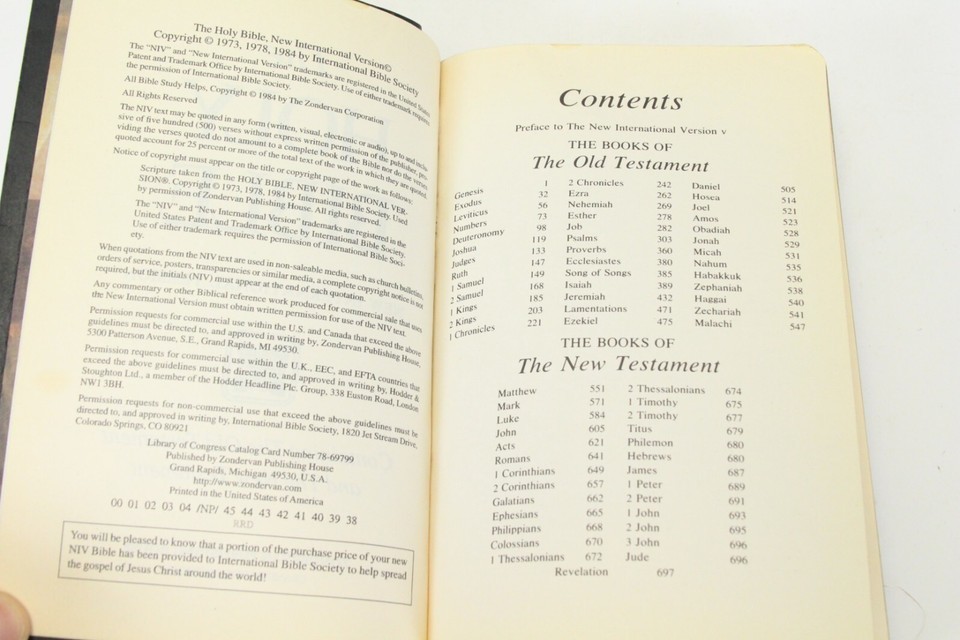 The Holy Bible, New International Version©
Copyright © 1973, 1978, 1984 by International Bible Society
The "NIV" and "New International Version" trademarks are registered in the United States
Patent and Trademark Office by International Bible Society. Use of either trademark requires
the permission of International Bible Society.
All Bible Study Helps, Copyright © 1984 by The Zondervan Corporation
All Rights Reserved
The NIV text may be quoted in any form (written, visual, electronic or audio), up to and inclu-
sive of five hundred (500) verses without express written permission of the publisher, pro-
viding the verses quoted do not amount to a complete book of the Bible nor do the verses
quoted account for 25 percent or more of the total text of the work in which they are quoted.
Notice of copyright must appear on the title or copyright page of the work as follows:
Scripture taken from the HOLY BIBLE, NEW INTERNATIONAL VER-
SION®. Copyright © 1973, 1978, 1984 International Bible Society. Used
by permission of Zondervan Publishing House. All rights reserved.
The "NIV" and "New International Version" trademarks are registered in the
United States Patent and Trademark Office by International Bible Society.
Use of either trademark requires the permission of International Bible Soci-
ety.
When quotations from the NIV text are used in non-saleable media, such as church bulletins,
orders of service, posters, transparencies or similar media, a complete copyright notice is not
required, but the initials (NIV) must appear at the end of each quotation.
Any commentary or other Biblical reference work produced for commercial sale that uses
the New International Version must obtain written permission for use of the NIV text.
Permission requests for commercial use within the U.S. and Canada that exceed the above
guidelines must be directed to, and approved in writing by, Zondervan Publishing House,
5300 Patterson Avenue, S.E., Grand Rapids, MI 49530.
Permission requests for commercial use within the U.K., EEC, and EFTA countries that
exceed the above guidelines must be directed to, and approved in writing by, Hodder &
Stoughton Ltd., a member of the Hodder Headline Plc. Group, 338 Euston Road, London
NW1 3BH.
Permission requests for non-commercial use that exceed the above guidelines must be
directed to, and approved in writing by, International Bible Society, 1820 Jet Stream Drive,
Colorado Springs, CO 80921
Library of Congress Catalog Card Number 78-69799
Published by Zondervan Publishing House
Grand Rapids, Michigan 49530, U.S.A.
http://www.zondervan.com
Printed in the United States of America
00 01 02 03 04 /NP/ 45 44 43 42 41 40 39 38
RRD
You will be pleased to know that a portion of the purchase price of your new
NIV Bible has been provided to International Bible Society to help spread
the gospel of Jesus Christ around the world!
Contents
Preface to The New International Version v
THE BOOKS OF
The Old Testament
Genesis 1
Exodus 32
Leviticus 56
Numbers 73
Deuteronomy 98
Joshua 119
Judges 133
Ruth 147
1 Samuel 149
2 Samuel 168
1 Kings 185
2 Kings 203
1 Chronicles 221
2 Chronicles 242
Ezra 262
Nehemiah 269
Esther 278
Job 282
Psalms 303
Proverbs 360
Ecclesiastes 380
Song of Songs 385
Isaiah 389
Jeremiah 432
Lamentations 471
Ezekiel 475
Daniel 505
Hosea 514
Joel 521
Amos 523
Obadiah 528
Jonah 529
Micah 531
Nahum 535
Habakkuk 536
Zephaniah 538
Haggai 540
Zechariah 541
Malachi 547
THE BOOKS OF
The New Testament
Matthew 551
Mark 571
Luke 584
John 605
Acts 621
Romans 641
1 Corinthians 649
2 Corinthians 657
Galatians 662
Ephesians 665
Philippians 668
Colossians 670
1 Thessalonians 672
2 Thessalonians 674
1 Timothy 675
2 Timothy 677
Titus 679
Philemon 680
Hebrews 680
James 687
1 Peter 689
2 Peter 691
1 John 693
2 John 695
3 John 696
Jude 696
Revelation 697